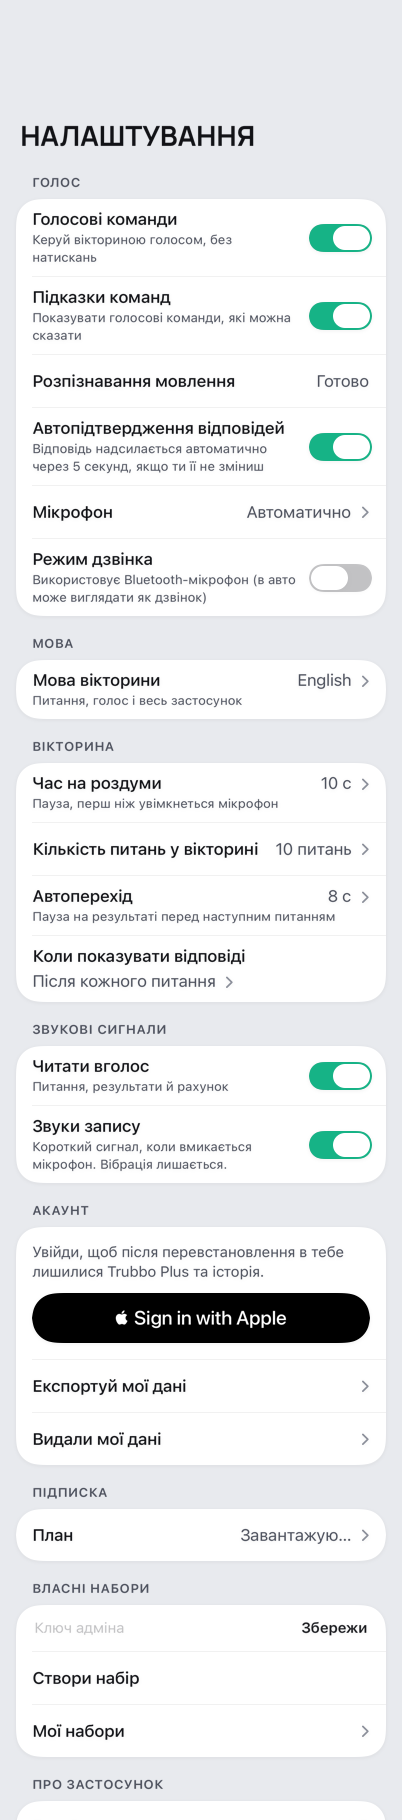 НАЛАШТУВАННЯ
ГОЛОС
Голосові команди
Керуй вікториною голосом, без
натискань
Підказки команд
Показувати голосові команди, які можна
сказати
Розпізнавання мовлення Готово
Автопідтвердження відповідей
Відповідь надсилається автоматично
через 5 секунд, якщо ти її не зміниш
Мікрофон Автоматично
Режим дзвінка
Використовує Bluetooth-мікрофон (в авто
може виглядати як дзвінок)
МОВА
Мова вікторини English
Питання, голос і весь застосунок
ВІКТОРИНА
Час на роздуми 10 с
Пауза, перш ніж увімкнеться мікрофон
Кількість питань у вікторині 10 питань
Автоперехід 8 с
Пауза на результаті перед наступним питанням
Коли показувати відповіді
Після кожного питання
ЗВУКОВІ СИГНАЛИ
Читати вголос
Питання, результати й рахунок
Звуки запису
Короткий сигнал, коли вмикається
мікрофон. Вібрація лишається.
АКАУНТ
Увійди, щоб після перевстановлення в тебе
лишилися Trubbo Plus та історія.
Sign in with Apple
Експортуй мої дані
Видали мої дані
ПІДПИСКА
План Завантажую...
ВЛАСНІ НАБОРИ
Ключ адміна Збережи
Створи набір
Мої набори
ПРО ЗАСТОСУНОК